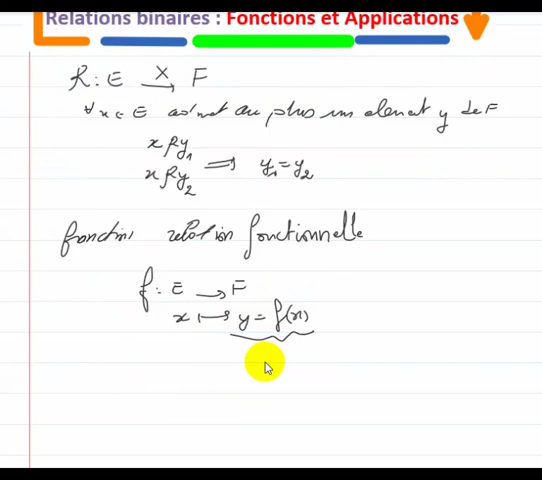 Relations binaires : Fonctions et Applications
R : E → F
∀x ∈ E admet au plus un element y de F
x R y₁
x R y₂ ⟹ y₁ = y₂
fonction relation fonctionnelle
f : E → F
x ↦ y = f(x)